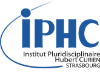 iPHC
Institut Pluridisciplinaire
Hubert CURIEN
STRASBOURG